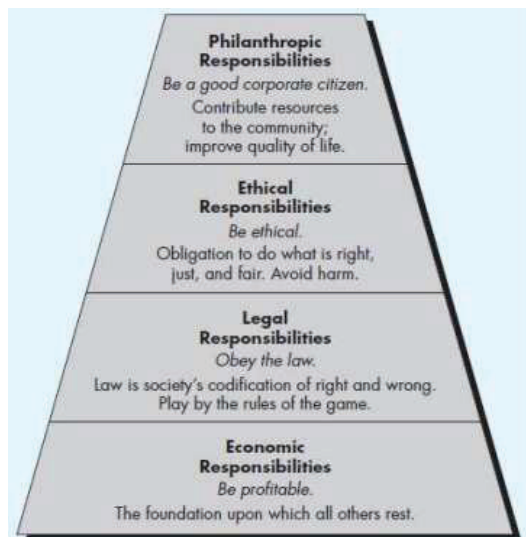 Philanthropic
Responsibilities
Be a good corporate citizen.
Contribute resources
to the community;
improve quality of life.
Ethical
Responsibilities
Be ethical.
Obligation to do what is right,
just, and fair. Avoid harm.
Legal
Responsibilities
Obey the law.
Law is society's codification of right and wrong.
Play by the rules of the game.
Economic
Responsibilities
Be profitable.
The foundation upon which all others rest.